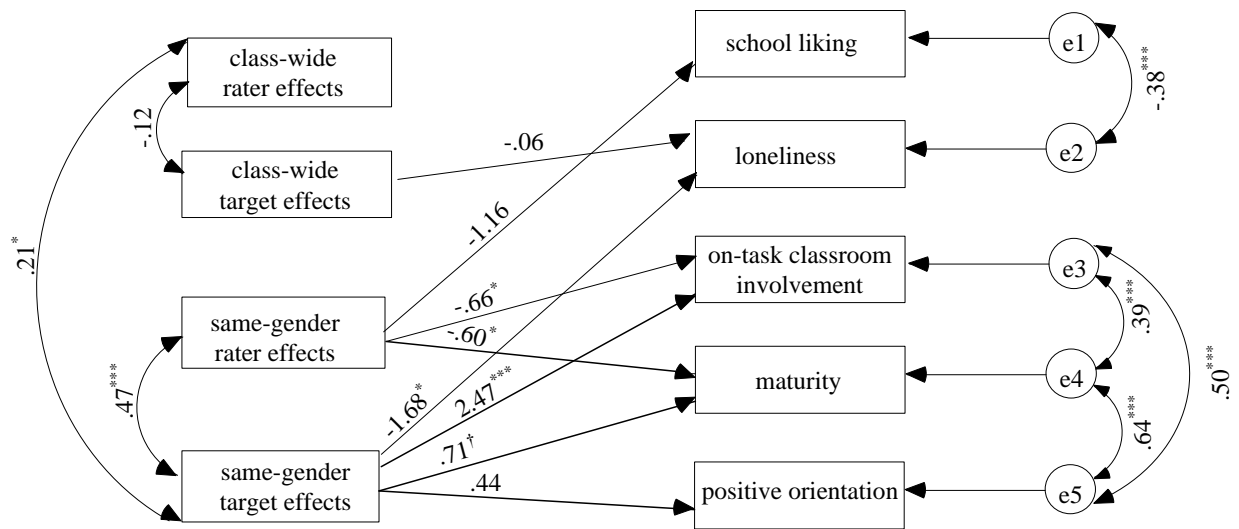 class-wide
rater effects
class-wide
target effects
same-gender
rater effects
same-gender
target effects
-.12
.21*
.47***
-.06
-1.16
-.66*
-.60*
-1.68*
2.47***
.71†
.44
school liking
loneliness
on-task classroom
involvement
maturity
positive orientation
e1
e2
e3
e4
e5
-.38***
.39***
.64***
.50***